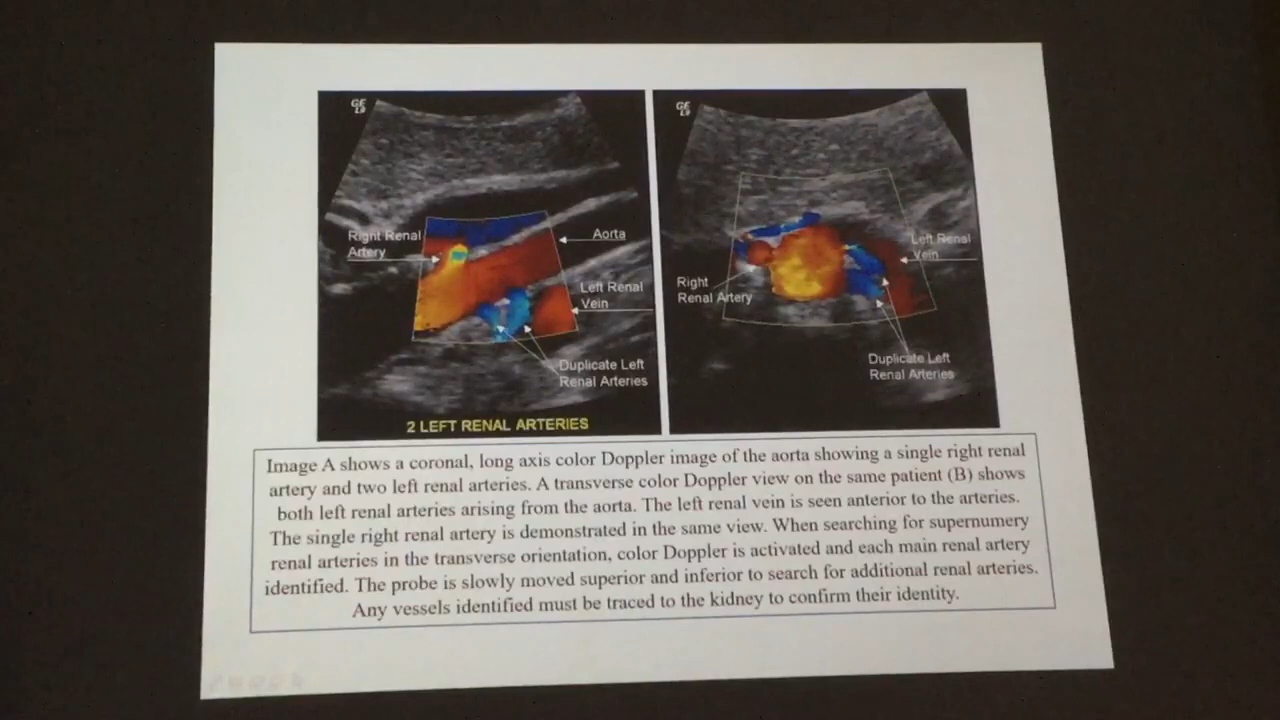 GE
L9
Right Renal
Artery
Aorta
Left Renal
Vein
Duplicate Left
Renal Arteries
2 LEFT RENAL ARTERIES
GE
L9
Left Renal
Vein
Right
Renal Artery
Duplicate Left
Renal Arteries
Image A shows a coronal, long axis color Doppler image of the aorta showing a single right renal
artery and two left renal arteries. A transverse color Doppler view on the same patient (B) shows
both left renal arteries arising from the aorta. The left renal vein is seen anterior to the arteries.
The single right renal artery is demonstrated in the same view. When searching for supernumery
renal arteries in the transverse orientation, color Doppler is activated and each main renal artery
identified. The probe is slowly moved superior and inferior to search for additional renal arteries.
Any vessels identified must be traced to the kidney to confirm their identity.